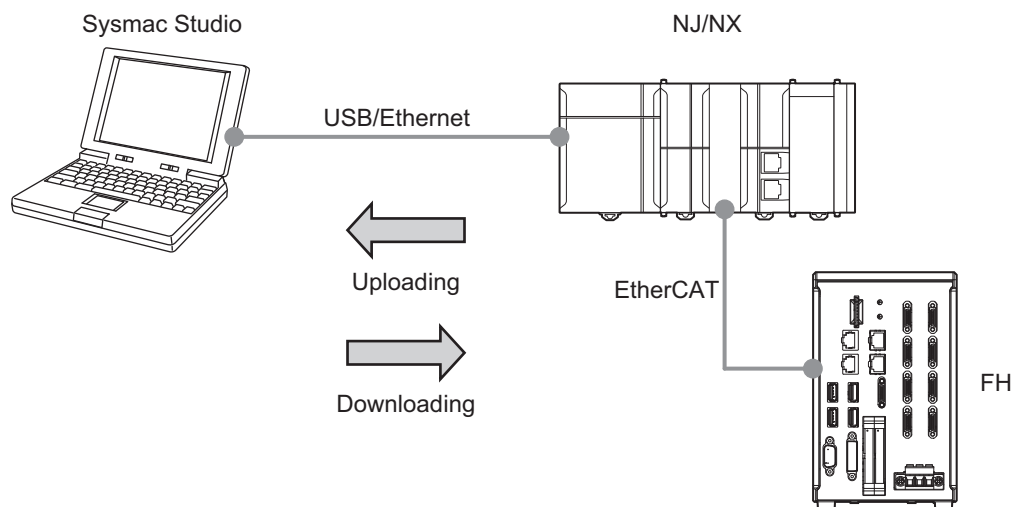 Sysmac Studio
NJ/NX
USB/Ethernet
Uploading
EtherCAT
Downloading
FH